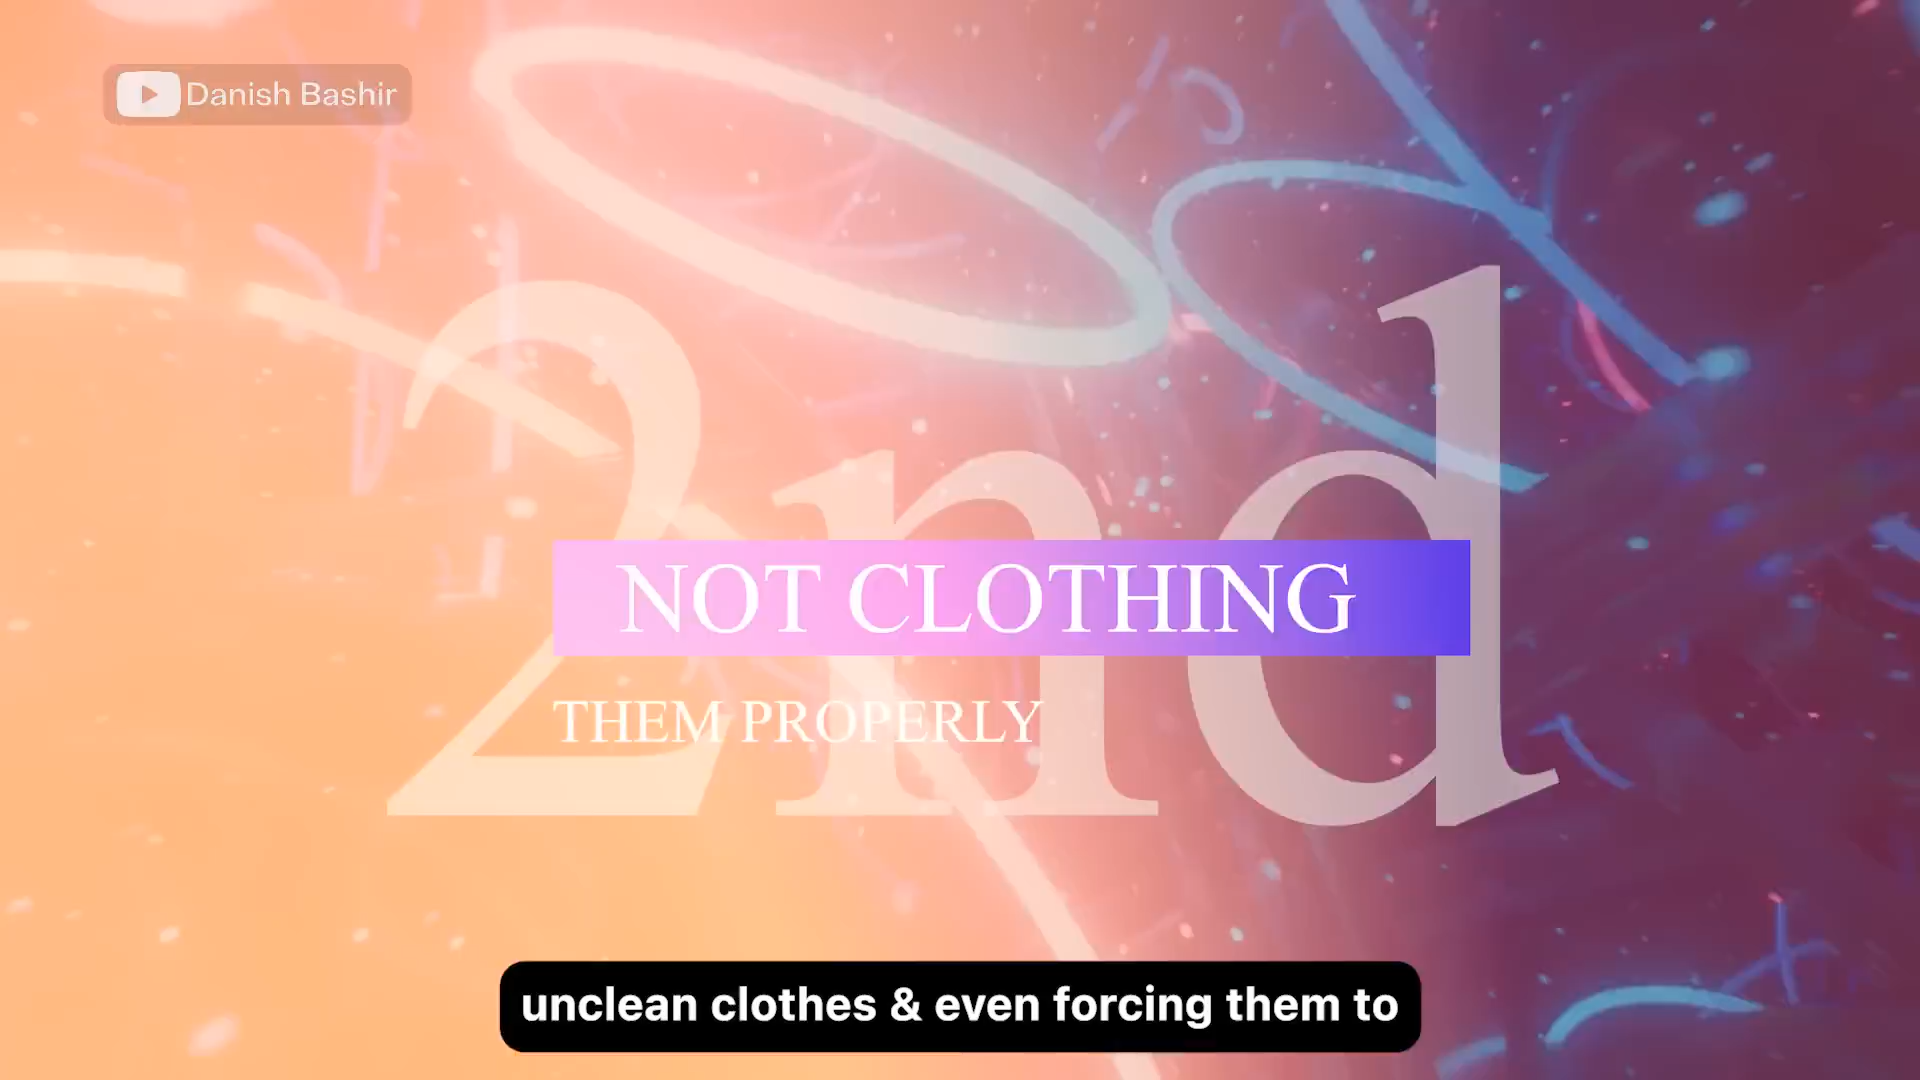 Danish Bashir
2nd
NOT CLOTHING
THEM PROPERLY
unclean clothes & even forcing them to